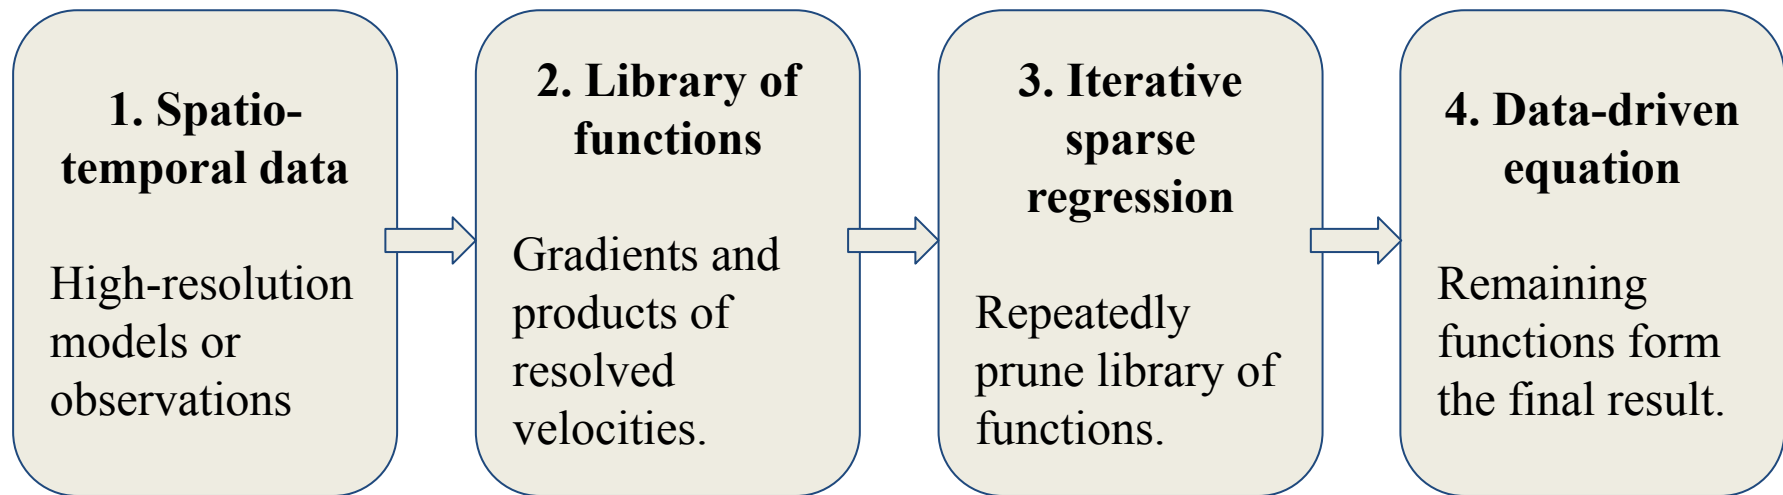 1. Spatio-
temporal data
High-resolution
models or
observations
2. Library of
functions
Gradients and
products of
resolved
velocities.
3. Iterative
sparse
regression
Repeatedly
prune library of
functions.
4. Data-driven
equation
Remaining
functions form
the final result.